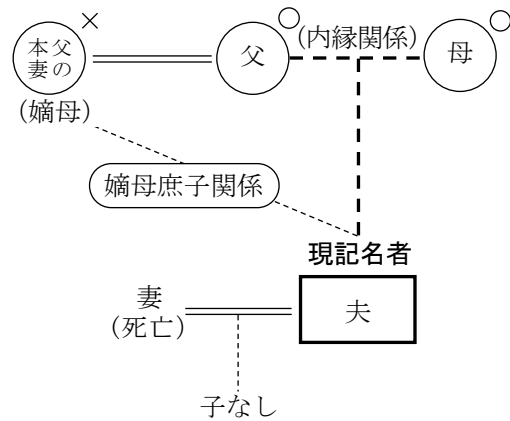 父の
本妻
×
父
○
(内縁関係)
母
○
(嫡母)
嫡母庶子関係
現記名者
夫
妻
(死亡)
子なし